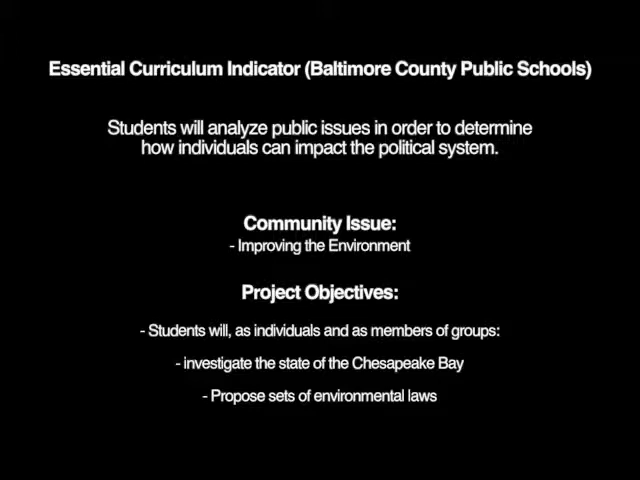 Essential Curriculum Indicator (Baltimore County Public Schools)
Students will analyze public issues in order to determine
how individuals can impact the political system.
Community Issue:
- Improving the Environment
Project Objectives:
- Students will, as individuals and as members of groups:
- investigate the state of the Chesapeake Bay
- Propose sets of environmental laws